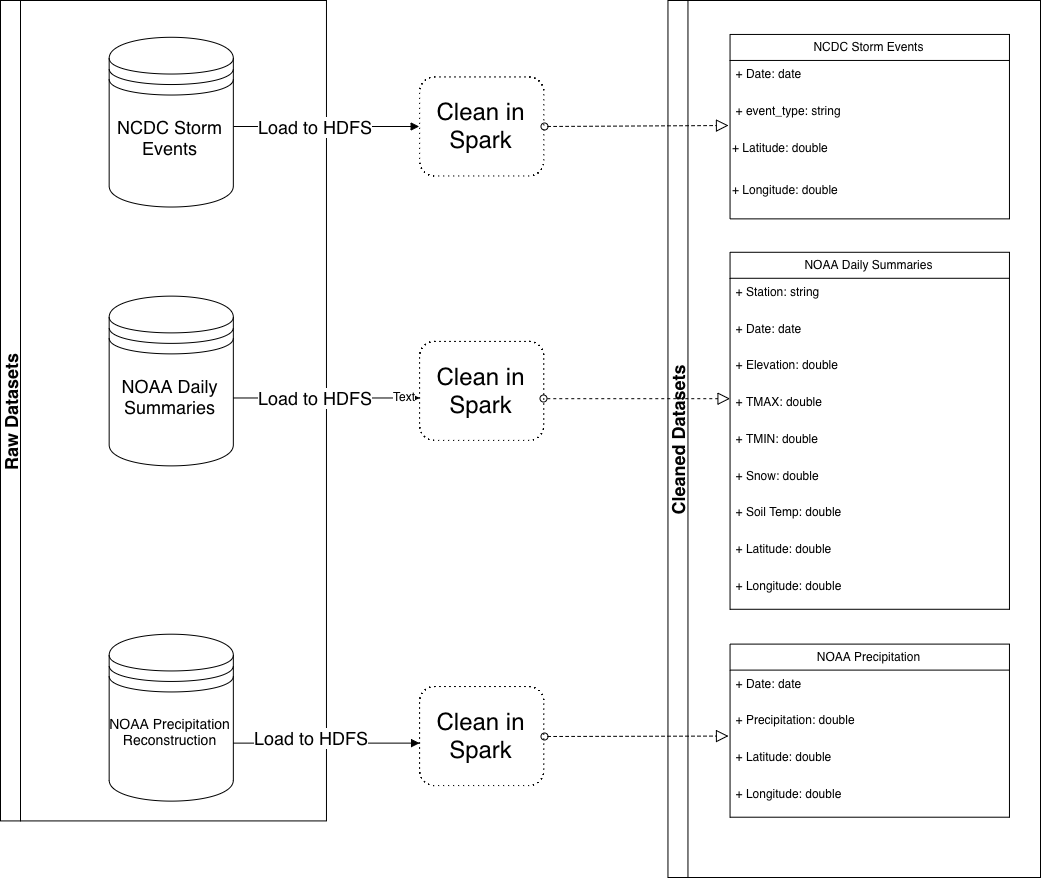 Raw Datasets
NCDC Storm
Events
Load to HDFS
Clean in
Spark
NOAA Daily
Summaries
Load to HDFS
Text
Clean in
Spark
NOAA Precipitation
Reconstruction
Load to HDFS
Clean in
Spark
Cleaned Datasets
NCDC Storm Events
+ Date: date
+ event_type: string
+ Latitude: double
+ Longitude: double
NOAA Daily Summaries
+ Station: string
+ Date: date
+ Elevation: double
+ TMAX: double
+ TMIN: double
+ Snow: double
+ Soil Temp: double
+ Latitude: double
+ Longitude: double
NOAA Precipitation
+ Date: date
+ Precipitation: double
+ Latitude: double
+ Longitude: double